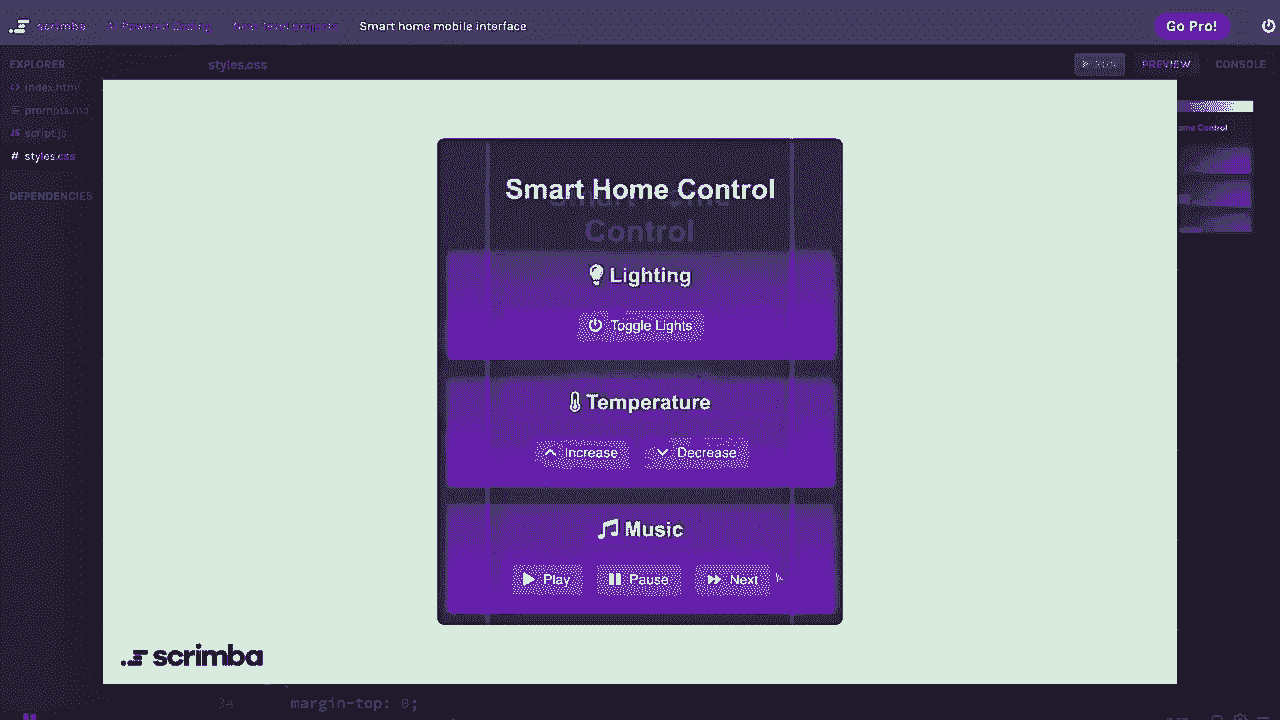 scrimba
Smart home mobile interface
Go Pro!
EXPLORER
styles.css
RUN
PREVIEW
CONSOLE
index.html
prompts.md
script.js
styles.css
DEPENDENCIES
Smart Home Control
Control
Lighting
Toggle Lights
Temperature
Increase
Decrease
Music
Play
Pause
Next
scrimba
34
margin-top: 0;